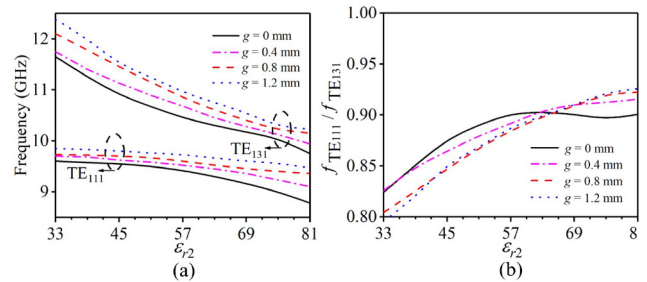 12
11
10
9
Frequency (GHz)
g = 0 mm
g = 0.4 mm
g = 0.8 mm
g = 1.2 mm
TE131
TE111
33 45 57 69 81
εr2
(a)
1.00
0.95
0.90
0.85
0.80
fTE111 / fTE131
g = 0 mm
g = 0.4 mm
g = 0.8 mm
g = 1.2 mm
33 45 57 69 8
εr2
(b)